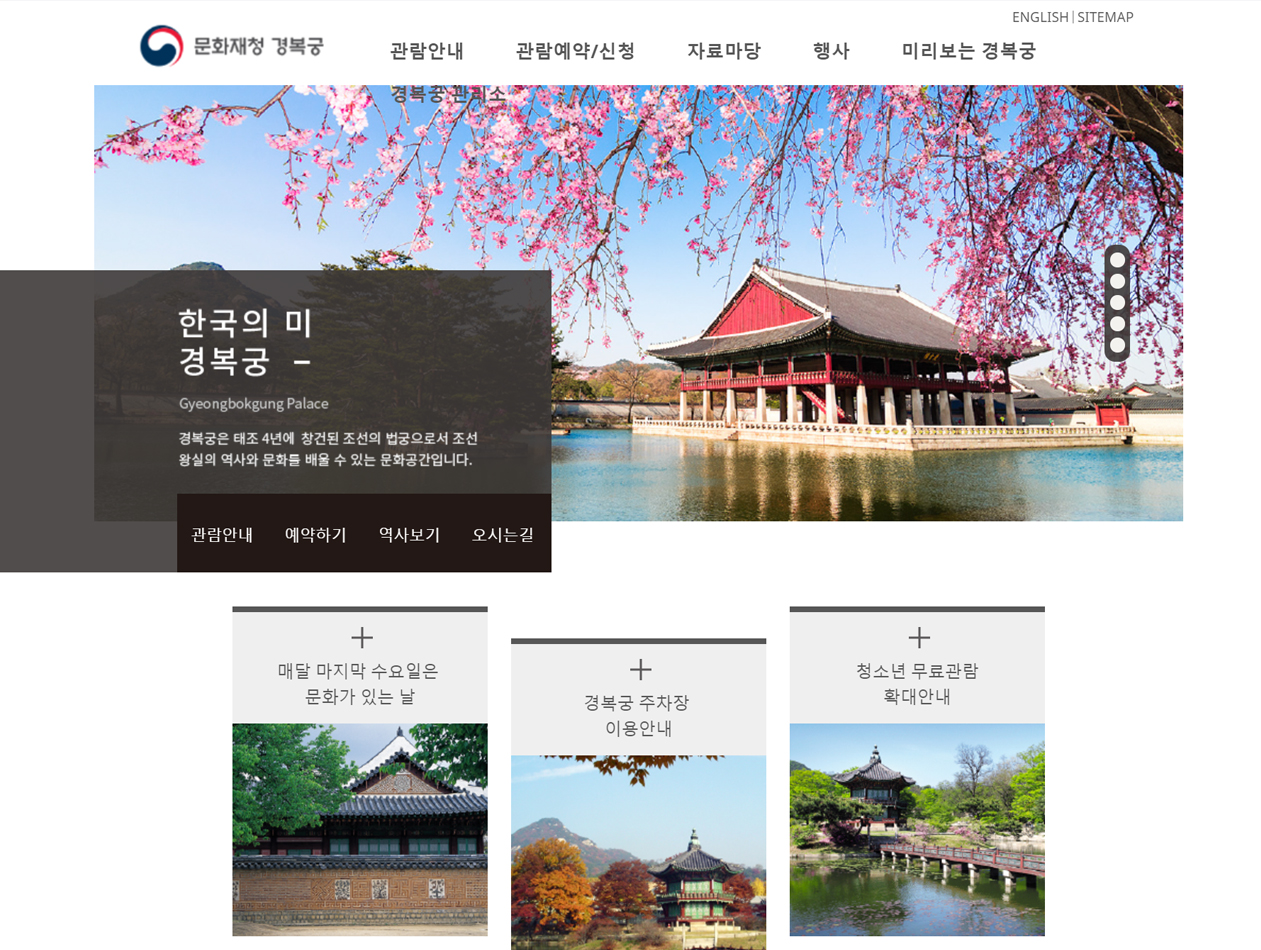 ENGLISH | SITEMAP
문화재청 경복궁
관람안내 관람예약/신청 자료마당 행사 미리보는 경복궁
경복궁 관리소
한국의 미
경복궁 –
Gyeongbokgung Palace
경복궁은 태조 4년에 창건된 조선의 법궁으로서 조선
왕실의 역사와 문화를 배울 수 있는 문화공간입니다.
관람안내 예약하기 역사보기 오시는길
매달 마지막 수요일은
문화가 있는 날
경복궁 주차장
이용안내
청소년 무료관람
확대안내